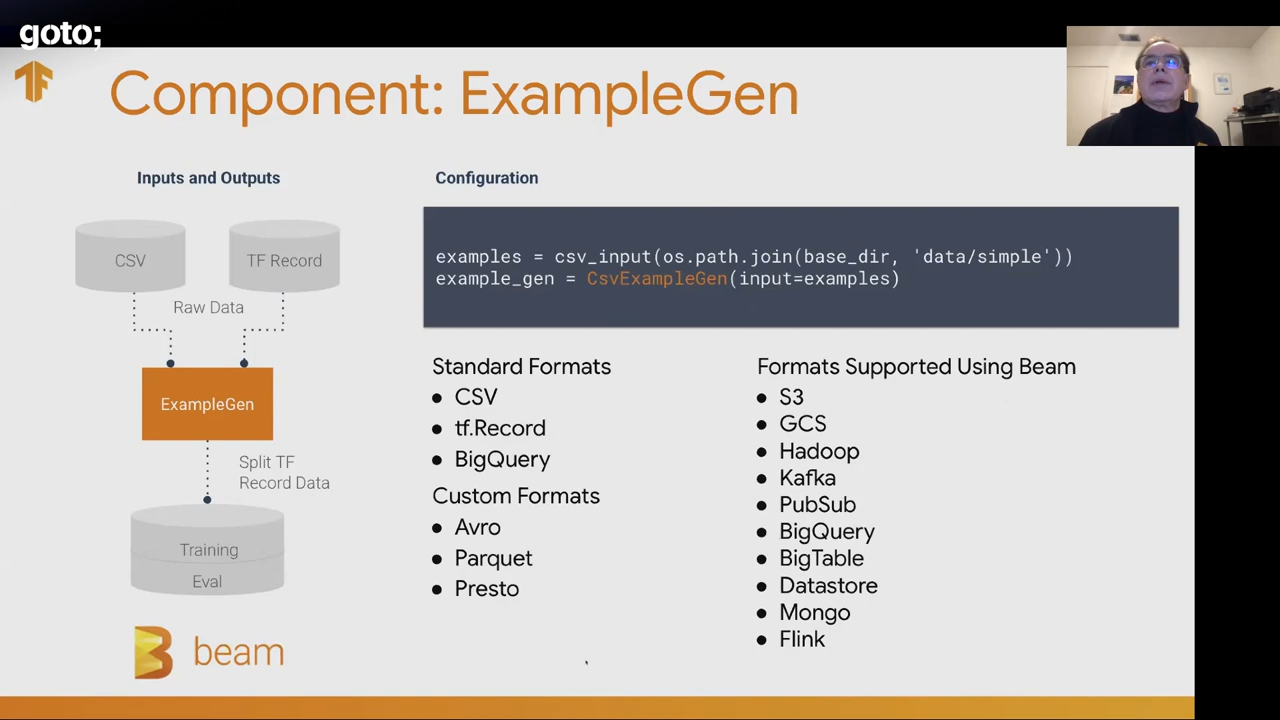 goto;
Component: ExampleGen
Inputs and Outputs
CSV
TF Record
Raw Data
ExampleGen
Split TF
Record Data
Training
Eval
beam
Configuration
examples = csv_input(os.path.join(base_dir, 'data/simple'))
example_gen = CsvExampleGen(input=examples)
Standard Formats
● CSV
● tf.Record
● BigQuery
Custom Formats
● Avro
● Parquet
● Presto
Formats Supported Using Beam
● S3
● GCS
● Hadoop
● Kafka
● PubSub
● BigQuery
● BigTable
● Datastore
● Mongo
● Flink